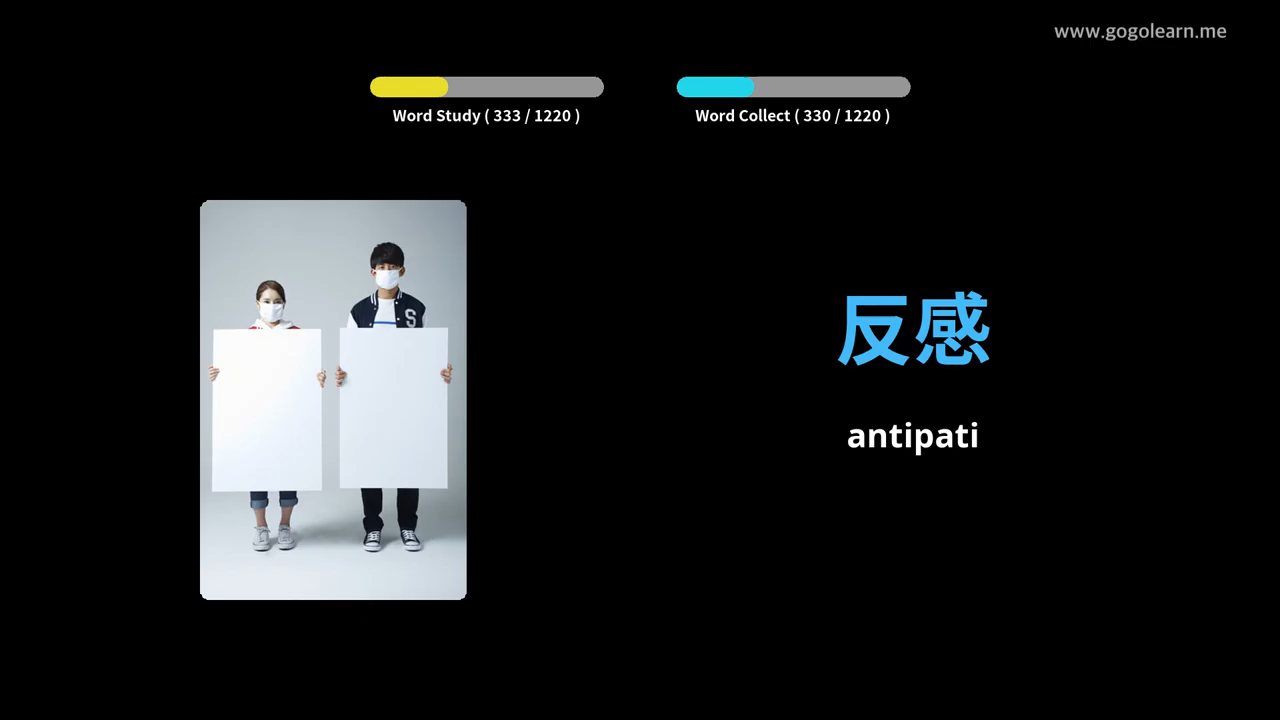 www.gogolearn.me
Word Study ( 333 / 1220 )
Word Collect ( 330 / 1220 )
S
反感
antipati